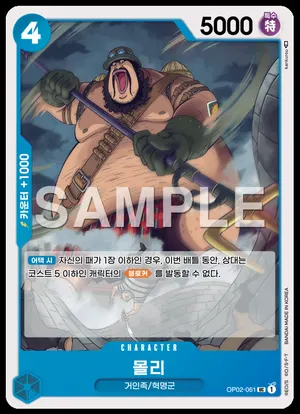 4
5000
특수
特
카운터 +1000
SAMPLE
어택 시 자신의 패가 1장 이하인 경우, 이번 배틀 동안, 상대는
코스트 5 이하인 캐릭터의 블로커 를 발동할 수 없다.
CHARACTER
몰리
거인족/혁명군
OP02-061 UC 1
BANDAI MADE IN KOREA